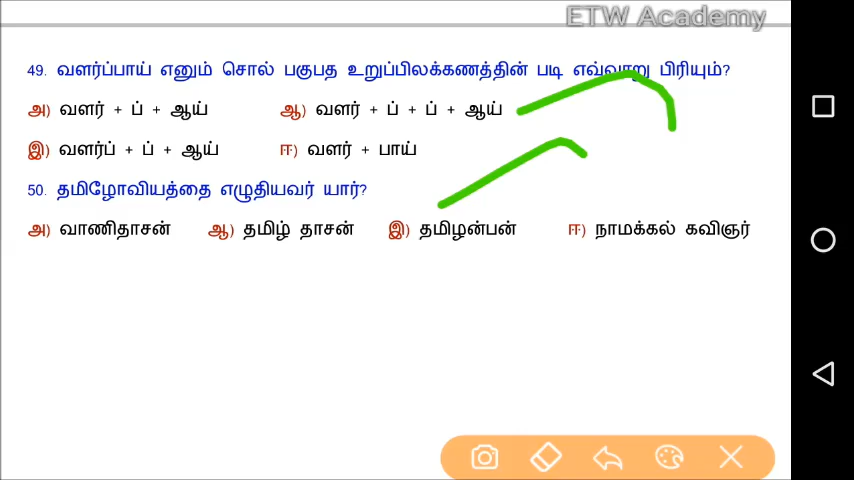 ETW Academy
49. வளர்ப்பாய் எனும் சொல் பகுபத உறுப்பிலக்கணத்தின் படி எவ்வாறு பிரியும்?
அ) வளர் + ப் + ஆய் ஆ) வளர் + ப் + ப் + ஆய்
இ) வளர்ப் + ப் + ஆய் ஈ) வளர் + பாய்
50. தமிழோவியத்தை எழுதியவர் யார்?
அ) வாணிதாசன் ஆ) தமிழ் தாசன் இ) தமிழன்பன் ஈ) நாமக்கல் கவிஞர்